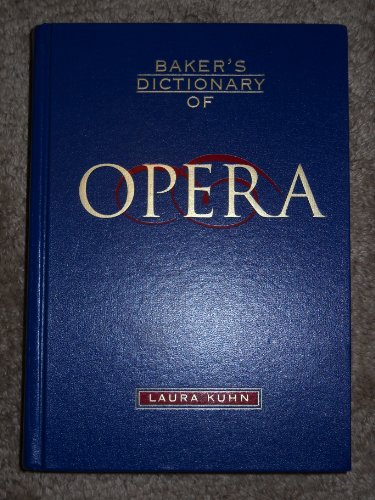 BAKER'S
DICTIONARY
OF
OPERA
LAURA KUHN